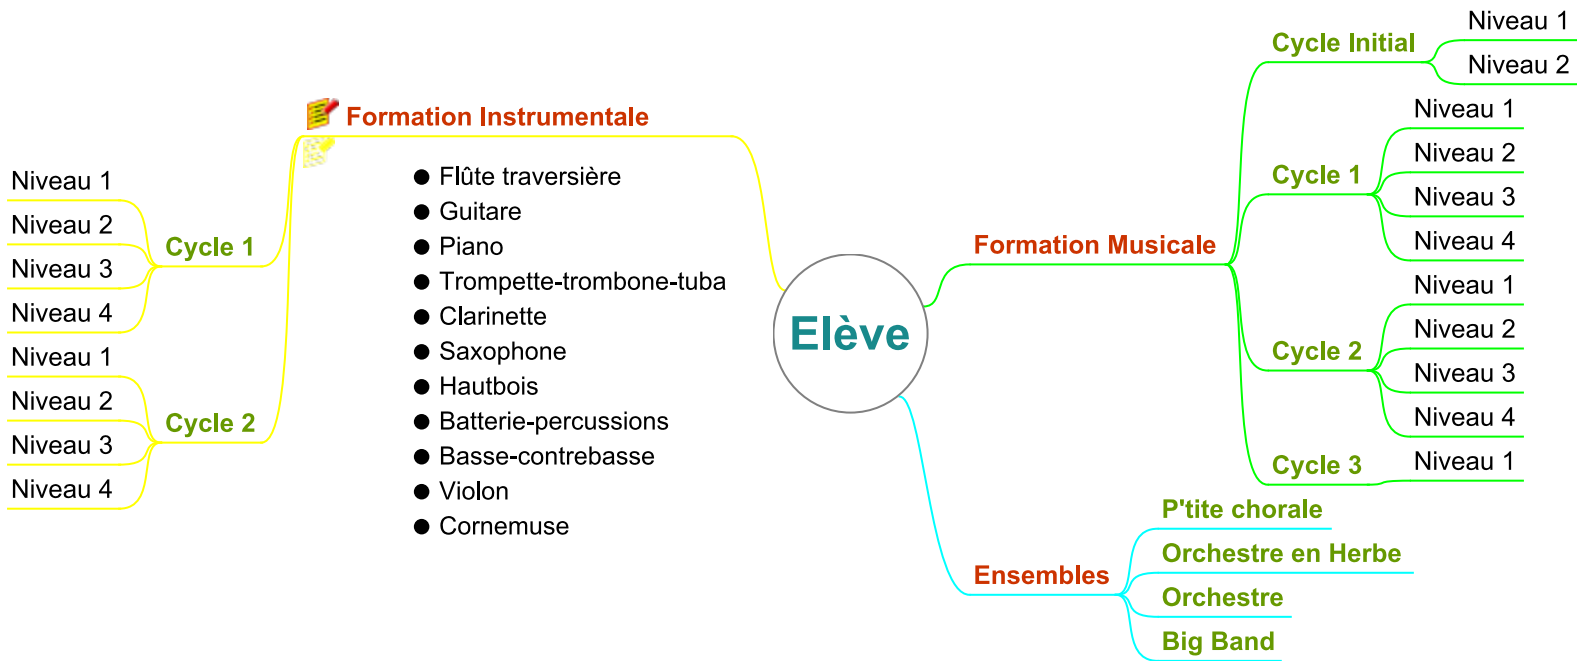 Elève
Formation Instrumentale
● Flûte traversière
● Guitare
● Piano
● Trompette-trombone-tuba
● Clarinette
● Saxophone
● Hautbois
● Batterie-percussions
● Basse-contrebasse
● Violon
● Cornemuse
Cycle 1
Niveau 1
Niveau 2
Niveau 3
Niveau 4
Cycle 2
Niveau 1
Niveau 2
Niveau 3
Niveau 4
Formation Musicale
Cycle Initial
Niveau 1
Niveau 2
Cycle 1
Niveau 1
Niveau 2
Niveau 3
Niveau 4
Cycle 2
Niveau 1
Niveau 2
Niveau 3
Niveau 4
Cycle 3
Niveau 1
Ensembles
P'tite chorale
Orchestre en Herbe
Orchestre
Big Band